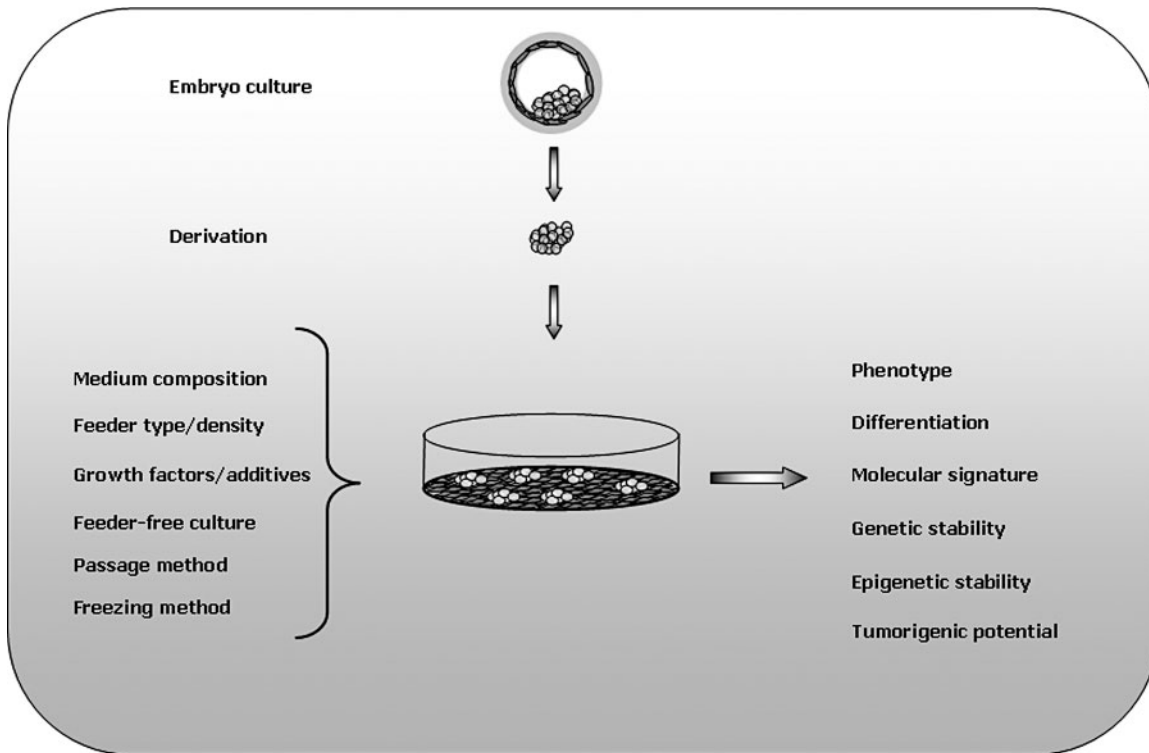 Embryo culture
Derivation
Medium composition
Feeder type/density
Growth factors/additives
Feeder-free culture
Passage method
Freezing method
Phenotype
Differentiation
Molecular signature
Genetic stability
Epigenetic stability
Tumorigenic potential